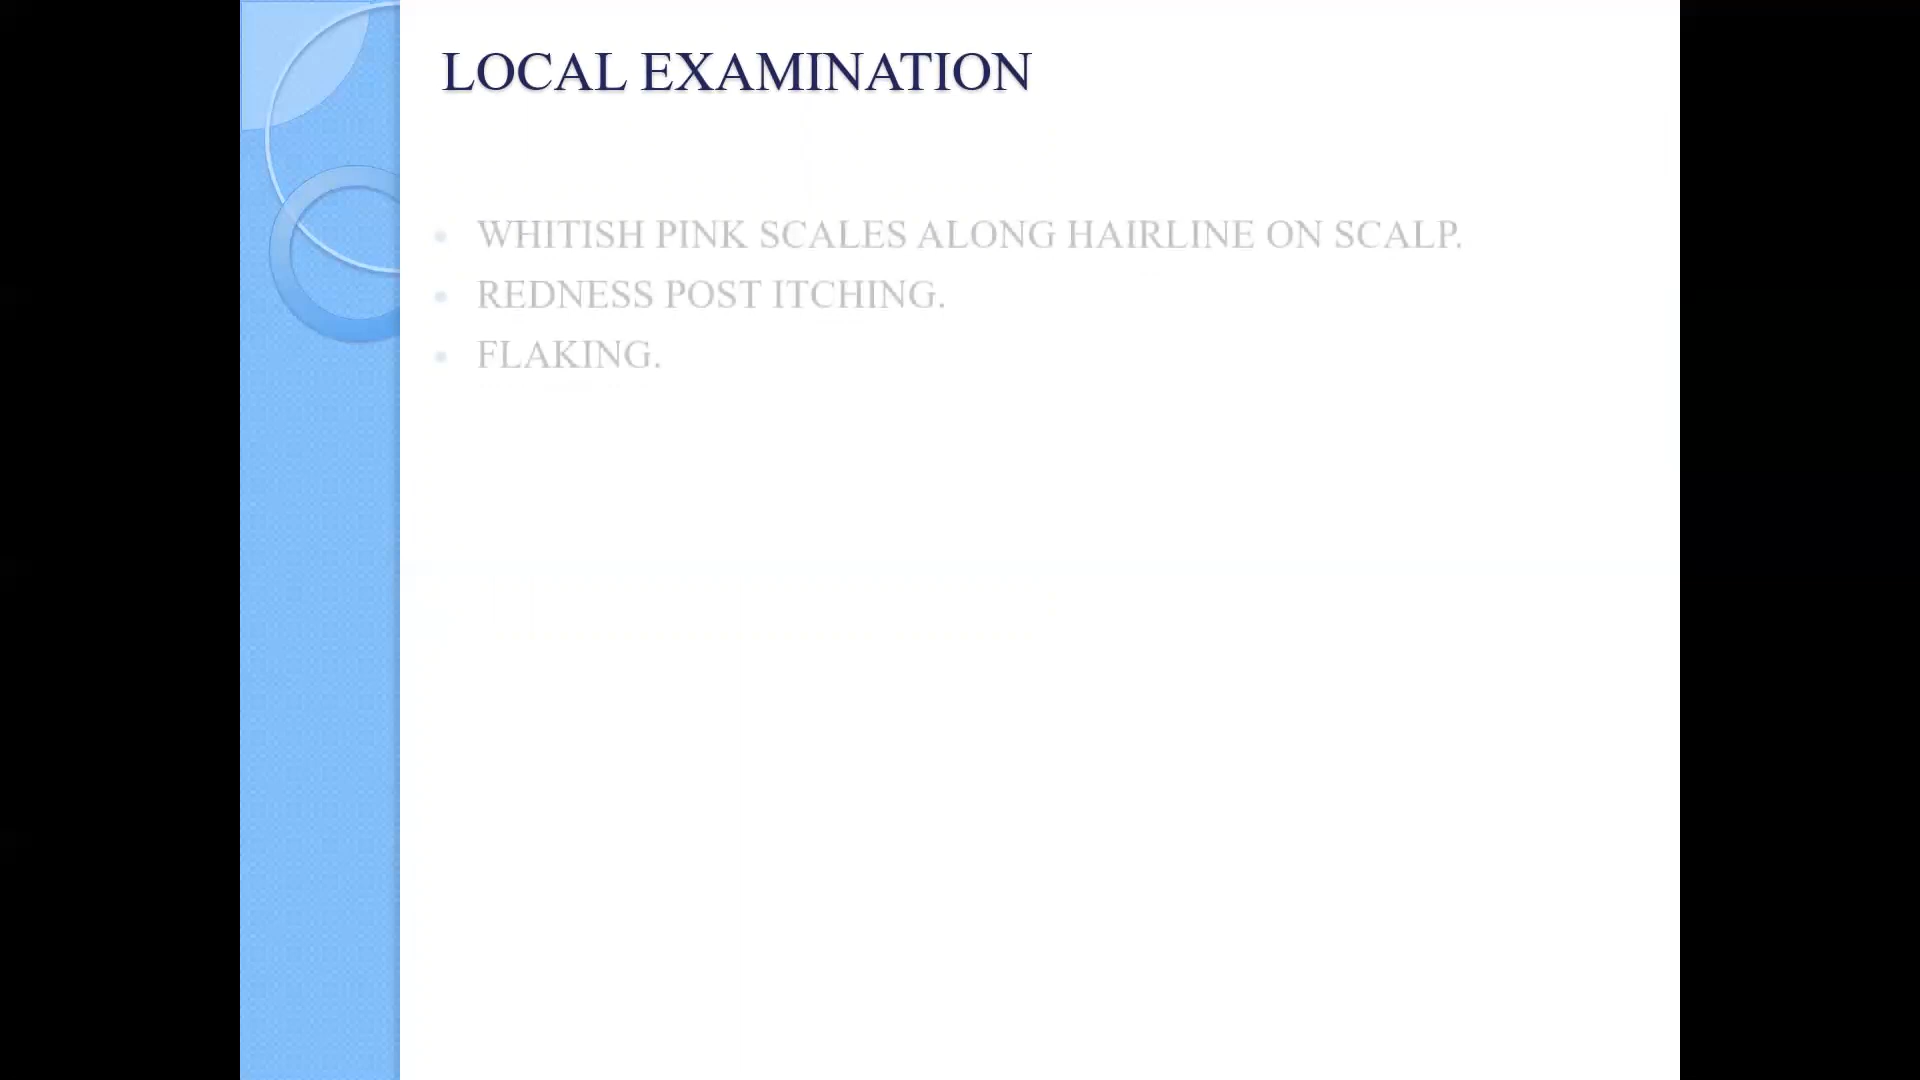 LOCAL EXAMINATION
• WHITISH PINK SCALES ALONG HAIRLINE ON SCALP.
• REDNESS POST ITCHING.
• FLAKING.